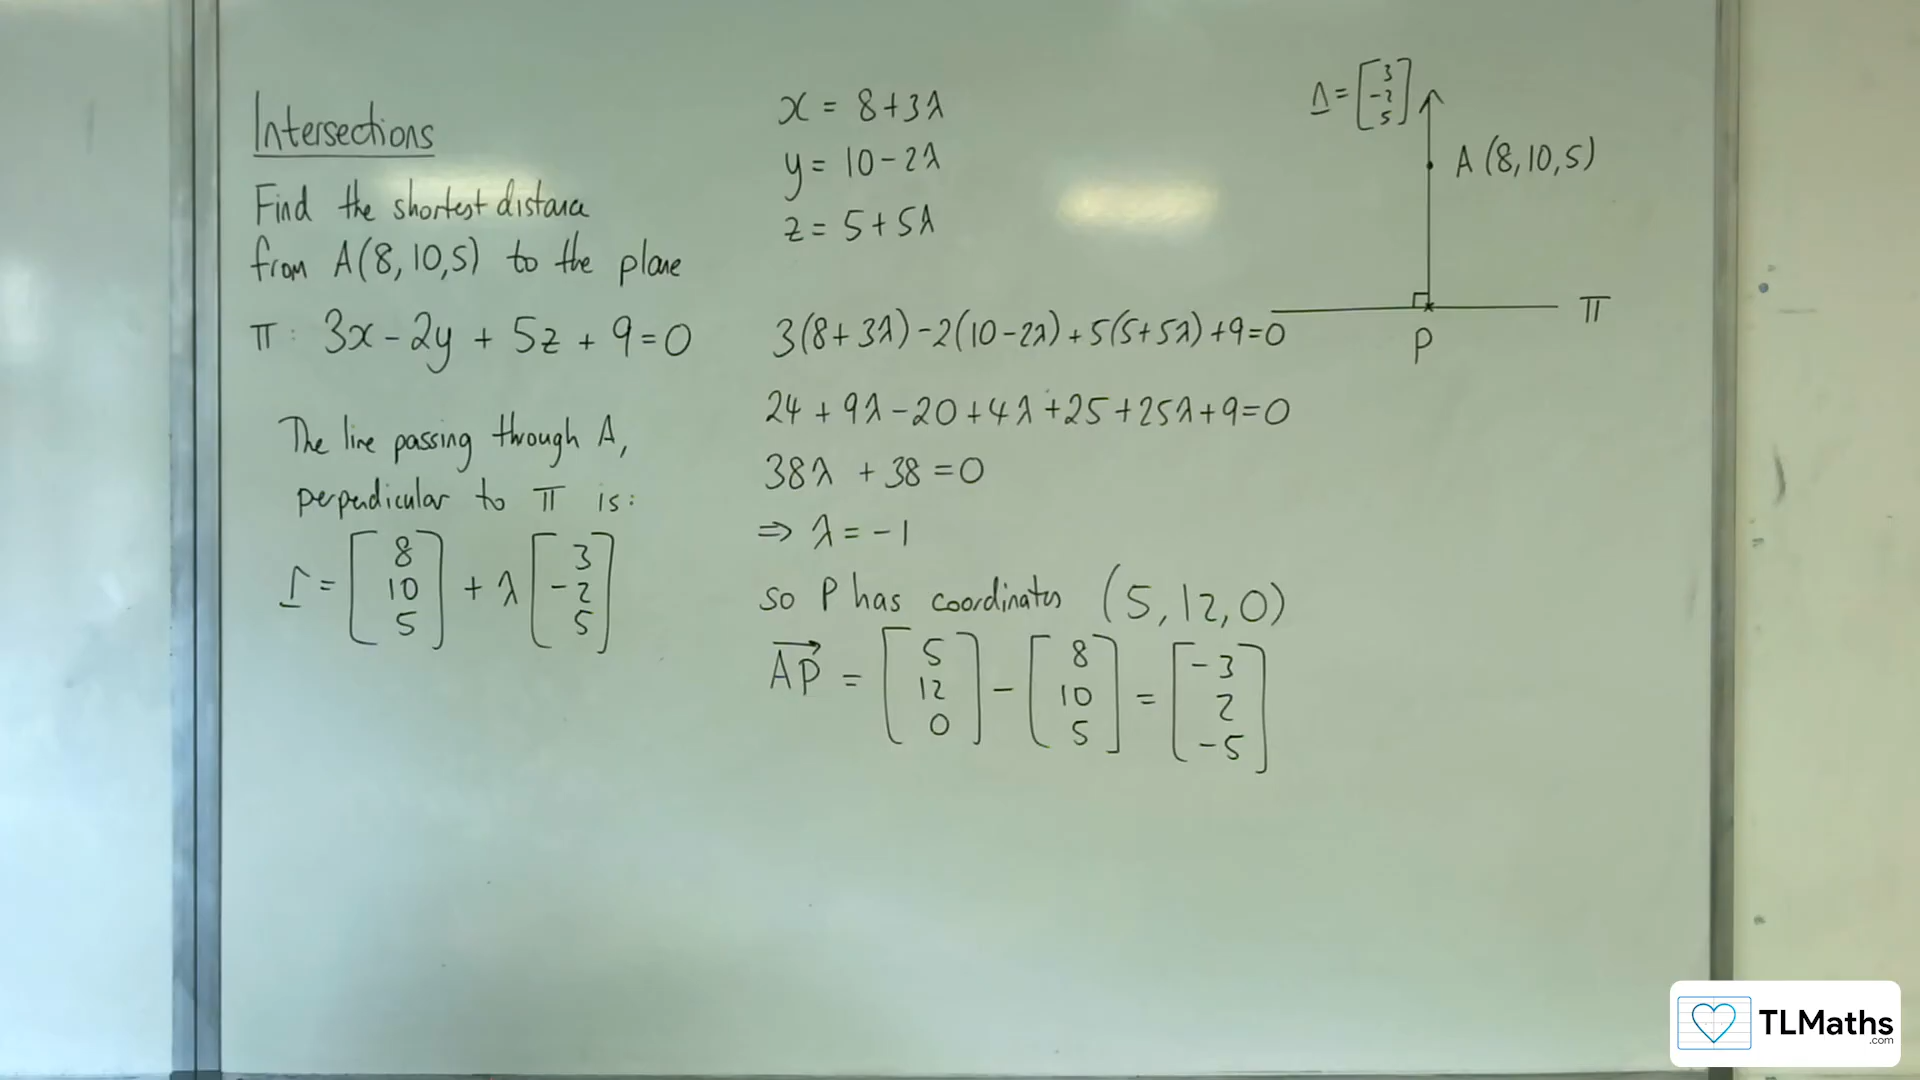 Intersections
Find the shortest distance
from A(8, 10, 5) to the plane
π: 3x - 2y + 5z + 9 = 0
The line passing through A,
perpendicular to π is:
r = [8 10 5] + λ [3 -2 5]
x = 8 + 3λ
y = 10 - 2λ
z = 5 + 5λ
3(8 + 3λ) - 2(10 - 2λ) + 5(5 + 5λ) + 9 = 0
24 + 9λ - 20 + 4λ + 25 + 25λ + 9 = 0
38λ + 38 = 0
⇒ λ = -1
so P has coordinates (5, 12, 0)
AP = [5 12 0] - [8 10 5] = [-3 2 -5]
n = [3 -2 5]
A (8, 10, 5)
π
P
TLMaths
.com